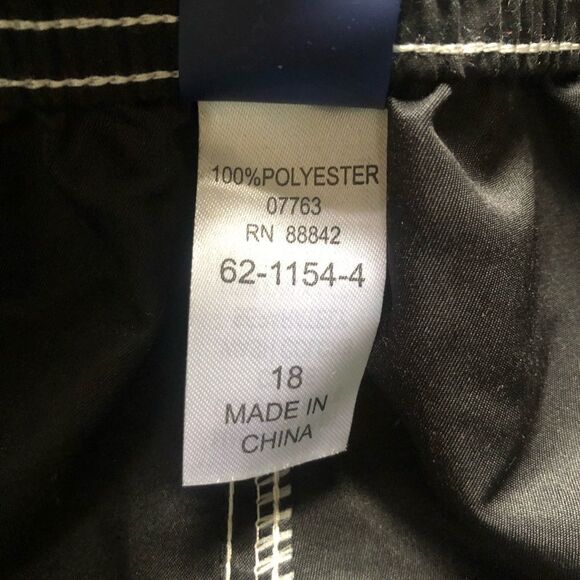 100%POLYESTER
07763
RN 88842
62-1154-4
18
MADE IN
CHINA